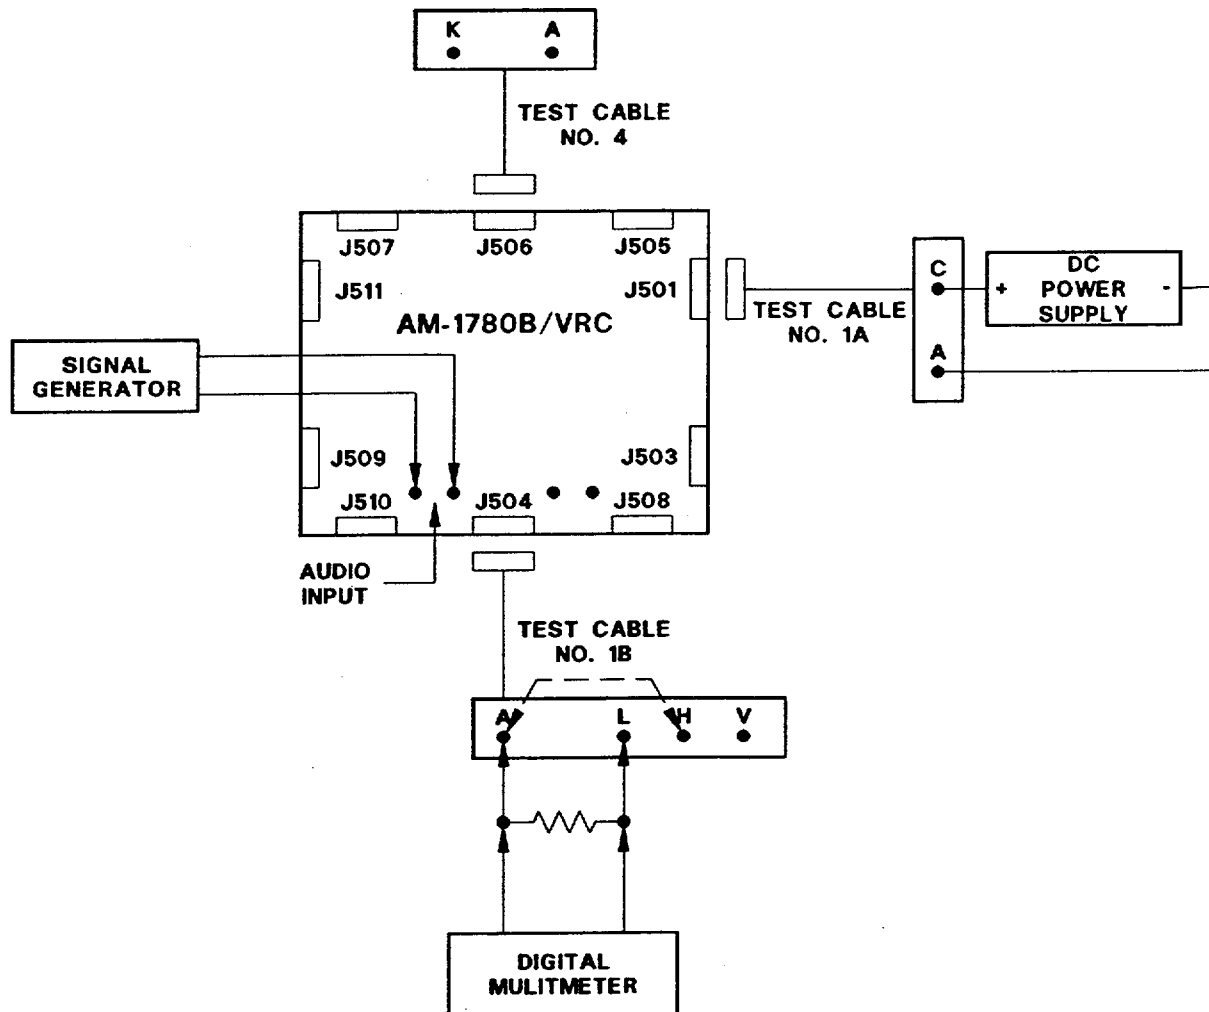 K A
TEST CABLE
NO. 4
J507 J506 J505
J511 J501
AM-1780B/VRC
C
A
+ DC -
POWER
SUPPLY
TEST CABLE
NO. 1A
SIGNAL
GENERATOR
J509 J503
J510 J504 J508
AUDIO
INPUT
TEST CABLE
NO. 1B
A L H V
DIGITAL
MULITMETER